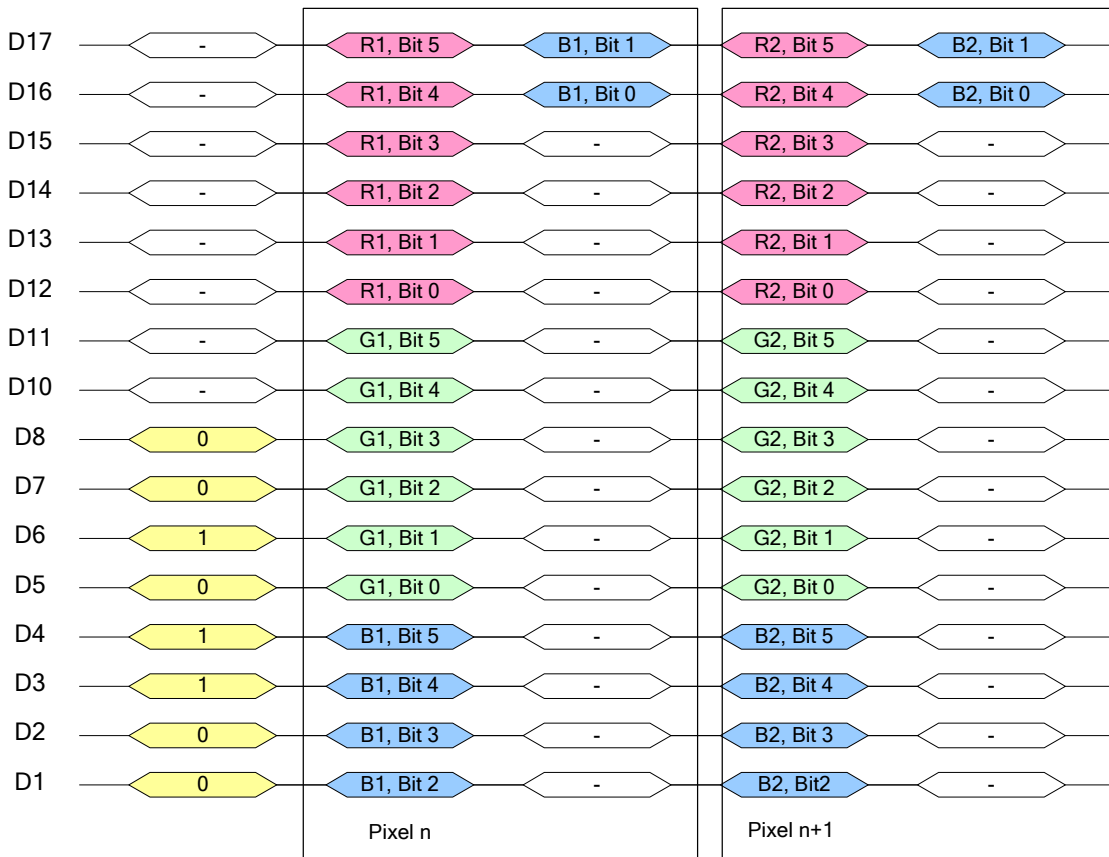 D17 - R1, Bit 5 B1, Bit 1 R2, Bit 5 B2, Bit 1
D16 - R1, Bit 4 B1, Bit 0 R2, Bit 4 B2, Bit 0
D15 - R1, Bit 3 - R2, Bit 3 -
D14 - R1, Bit 2 - R2, Bit 2 -
D13 - R1, Bit 1 - R2, Bit 1 -
D12 - R1, Bit 0 - R2, Bit 0 -
D11 - G1, Bit 5 - G2, Bit 5 -
D10 - G1, Bit 4 - G2, Bit 4 -
D8 0 G1, Bit 3 - G2, Bit 3 -
D7 0 G1, Bit 2 - G2, Bit 2 -
D6 1 G1, Bit 1 - G2, Bit 1 -
D5 0 G1, Bit 0 - G2, Bit 0 -
D4 1 B1, Bit 5 - B2, Bit 5 -
D3 1 B1, Bit 4 - B2, Bit 4 -
D2 0 B1, Bit 3 - B2, Bit 3 -
D1 0 B1, Bit 2 - B2, Bit2 -
Pixel n Pixel n+1